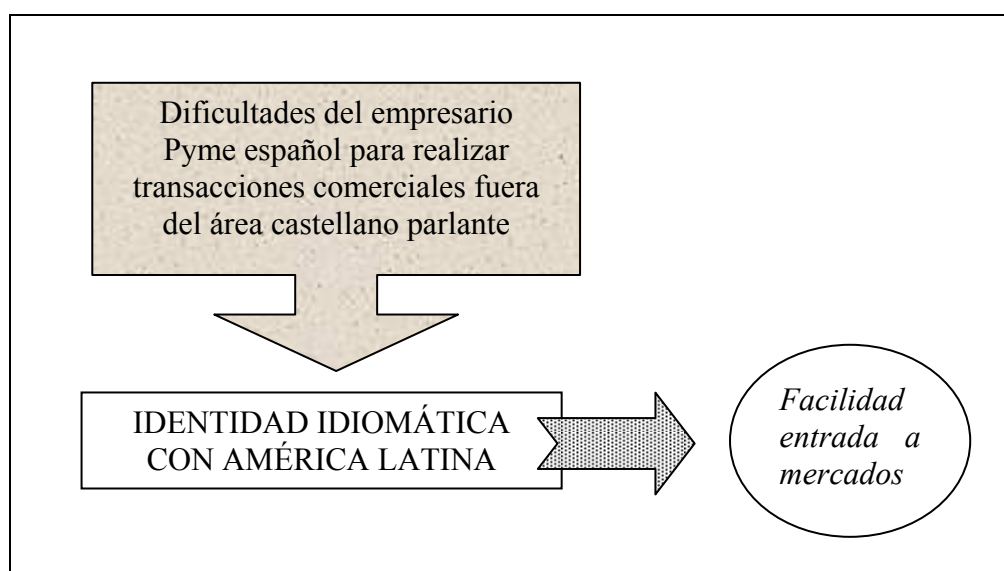 Dificultades del empresario
Pyme español para realizar
transacciones comerciales fuera
del área castellano parlante
IDENTIDAD IDIOMÁTICA
CON AMÉRICA LATINA
Facilidad
entrada a
mercados